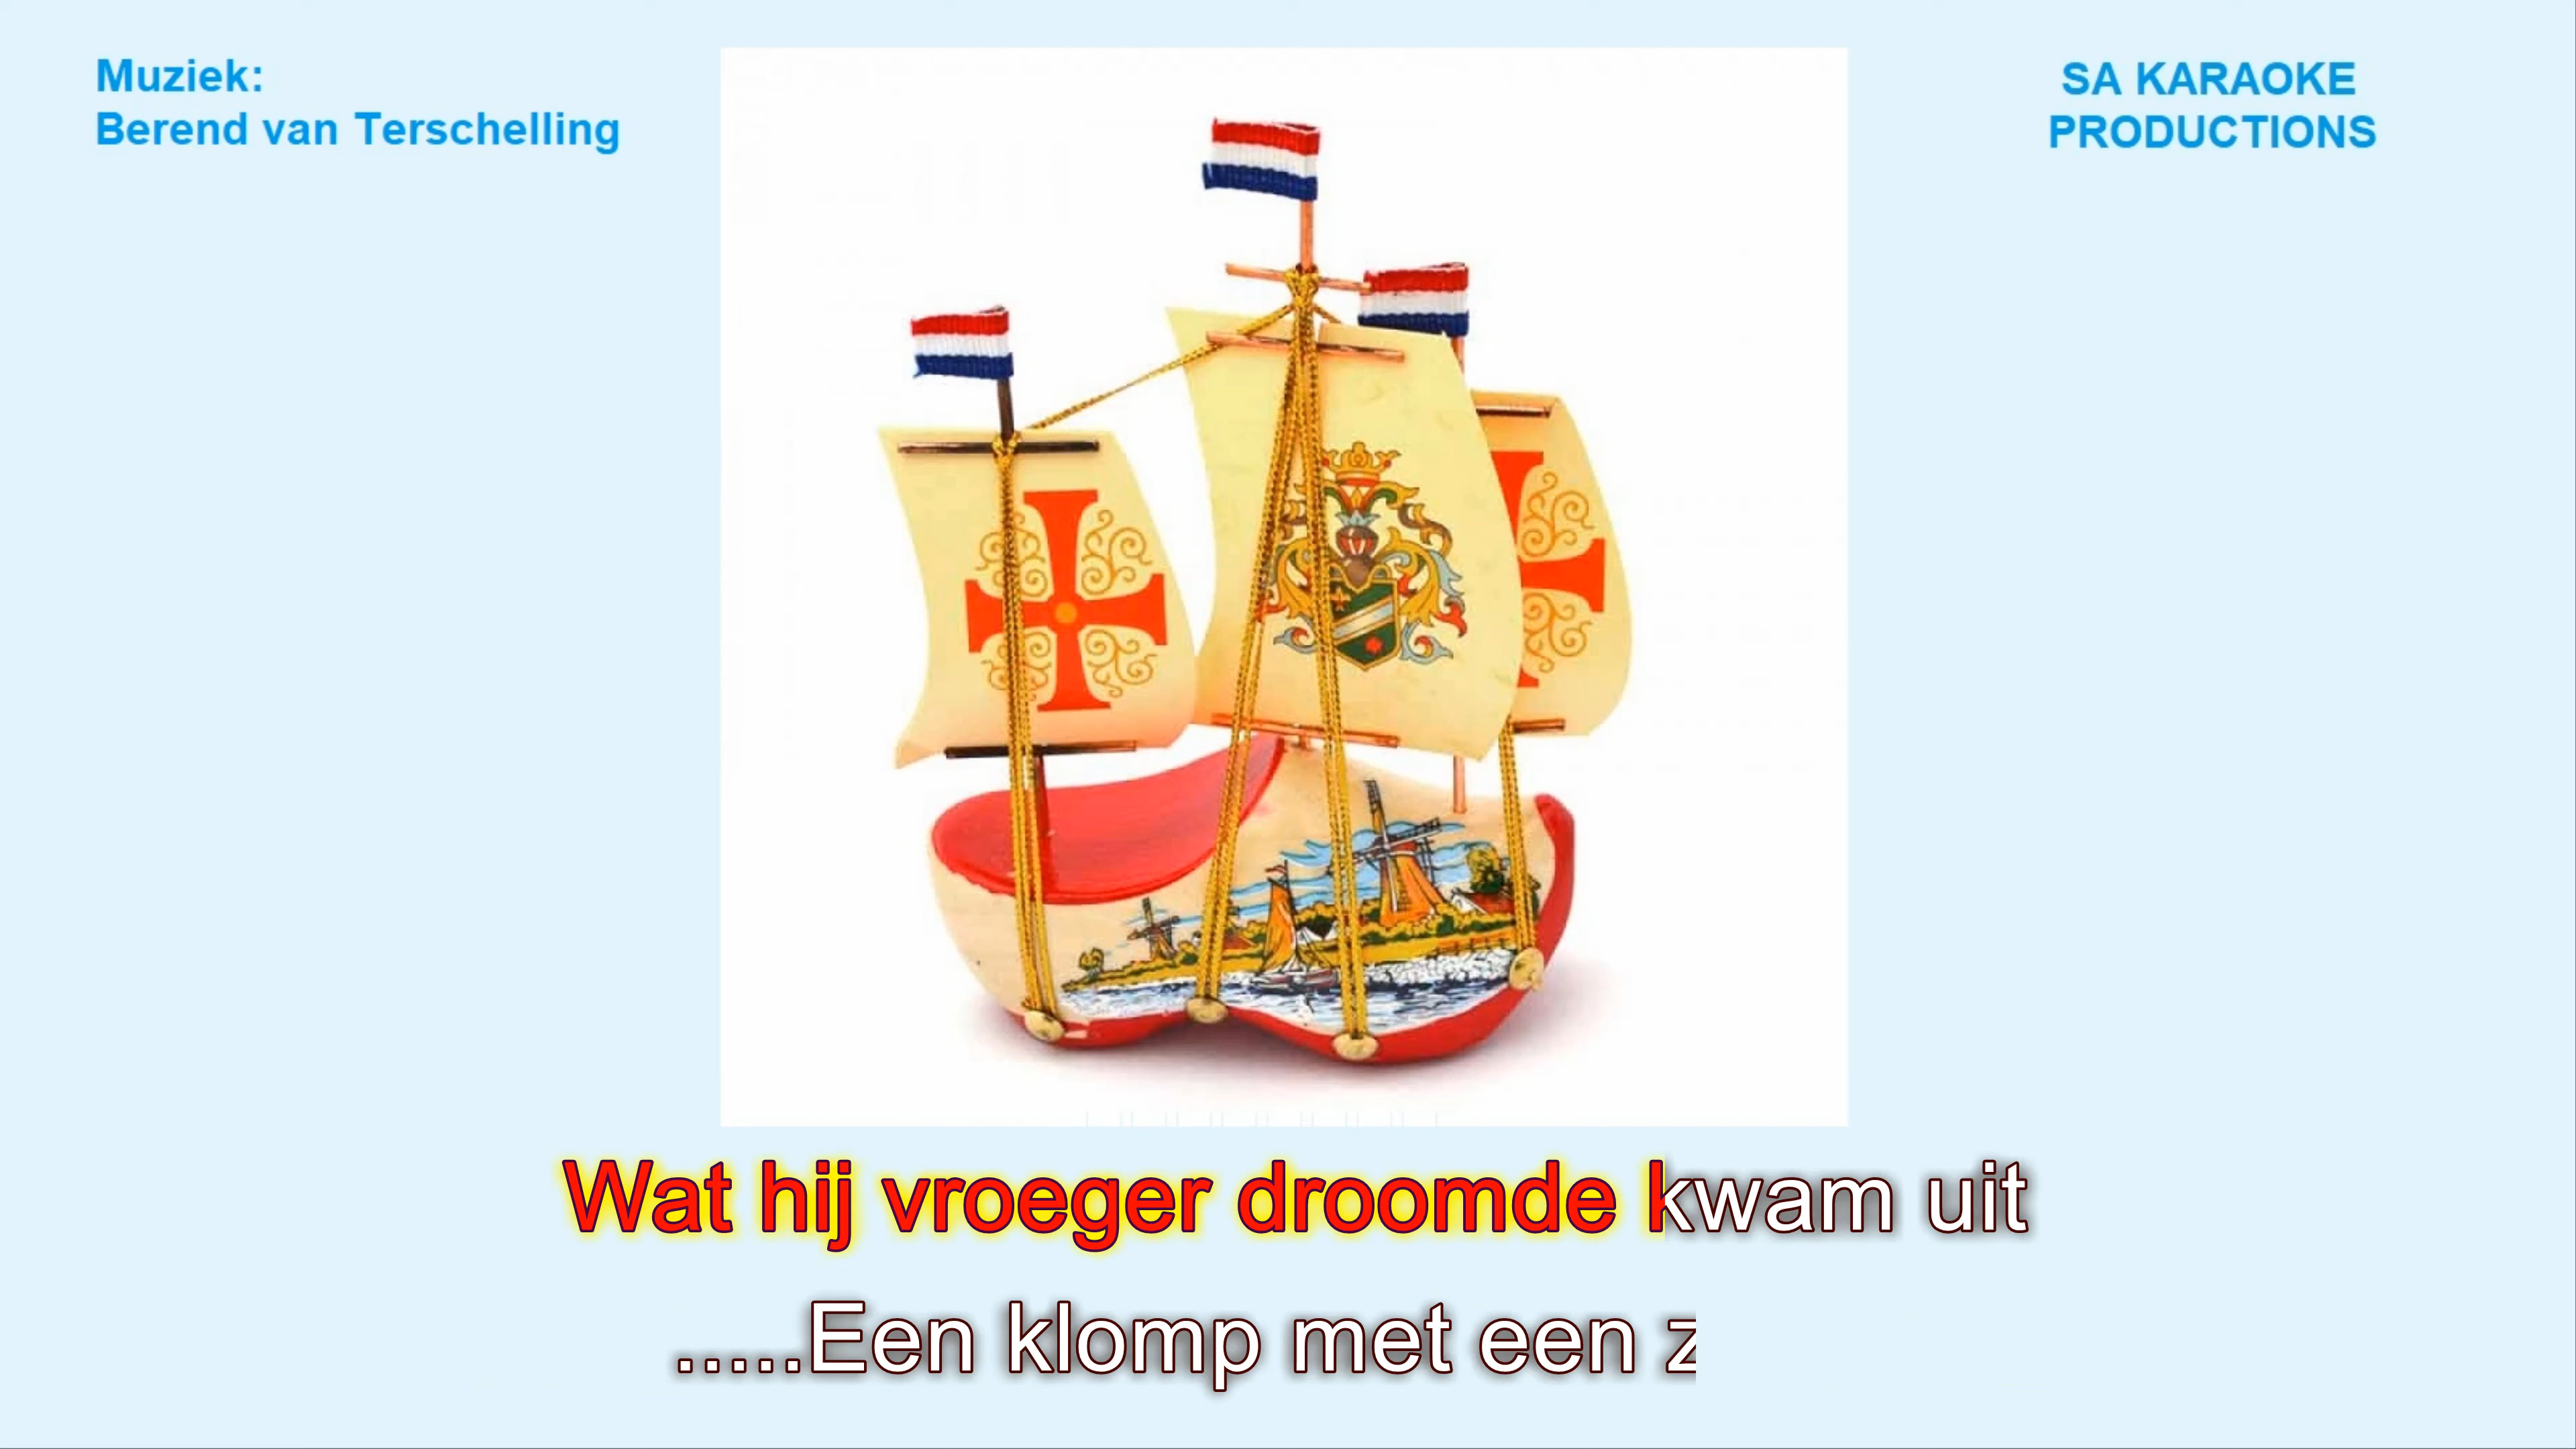 Muziek:
Berend van Terschelling
SA KARAOKE
PRODUCTIONS
Wat hij vroeger droomde kwam uit
.....Een klomp met een z